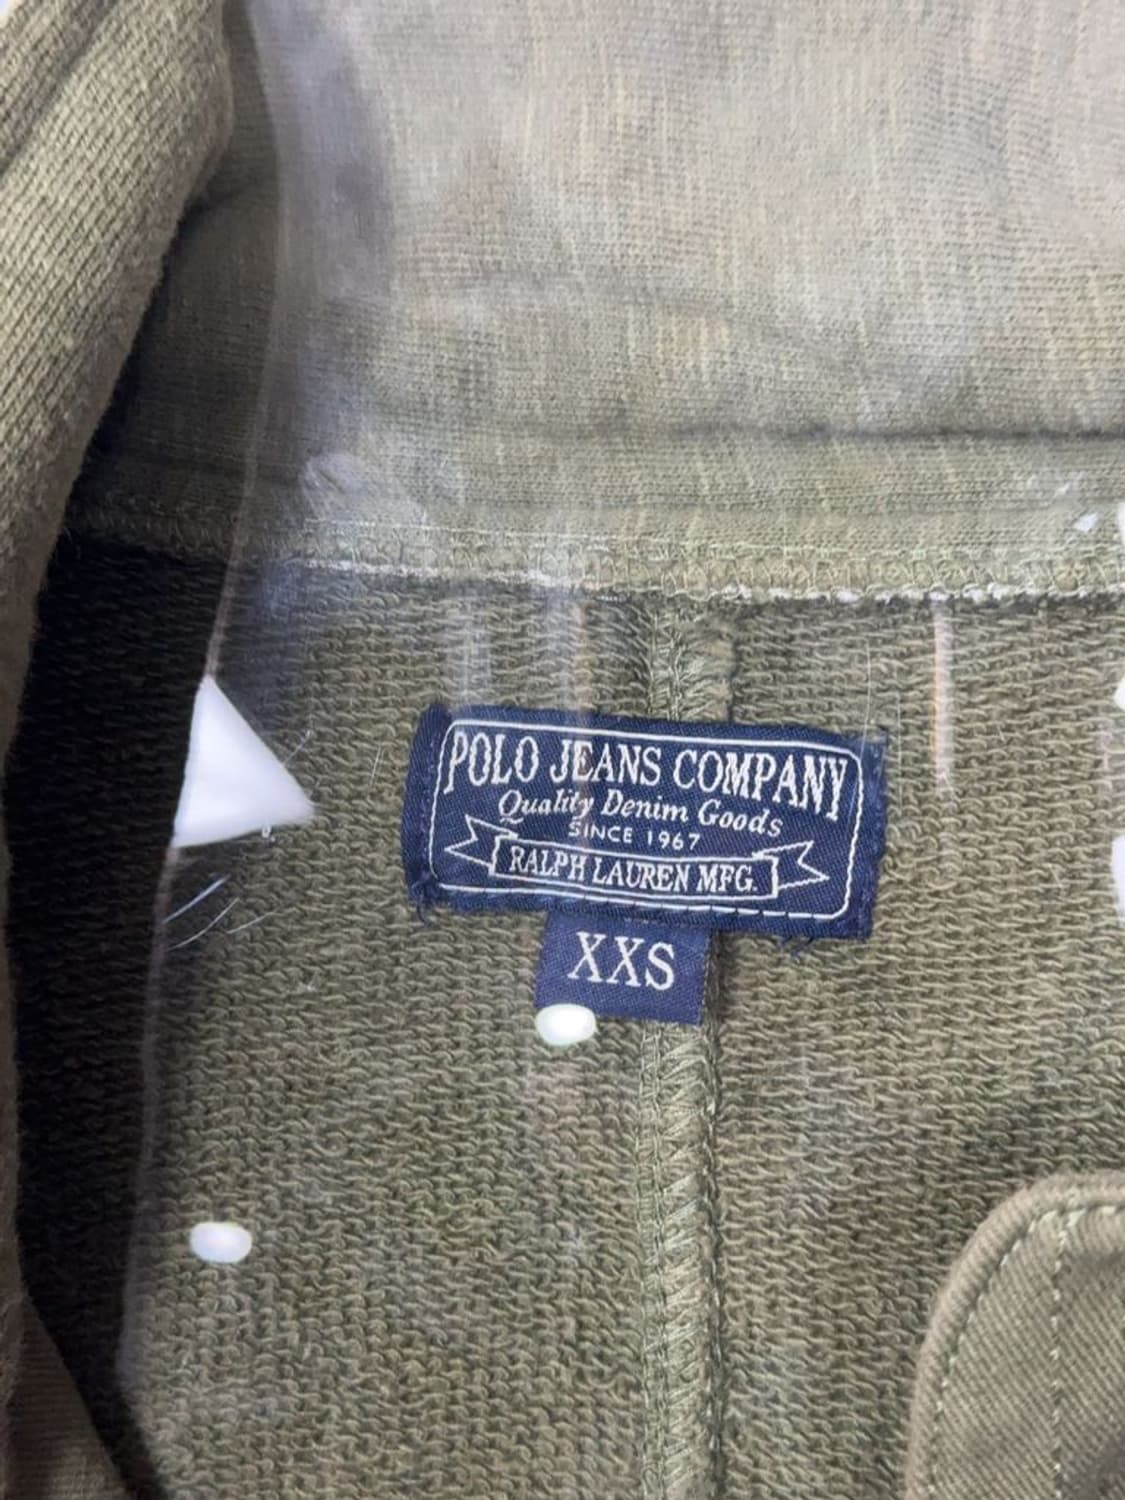 POLO JEANS COMPANY
Quality Denim Goods
SINCE 1967
RALPH LAUREN MFG.
XXS